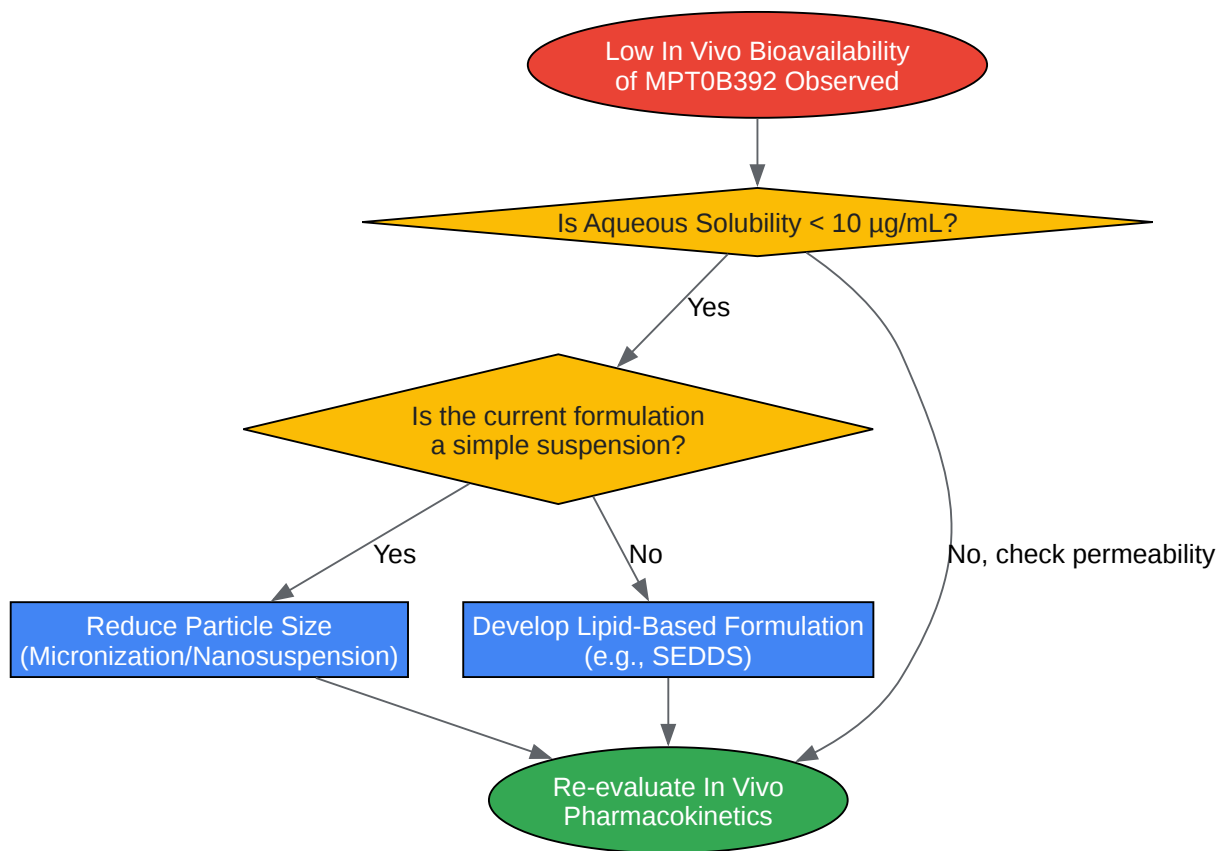 Low In Vivo Bioavailability
of MPT0B392 Observed
Is Aqueous Solubility < 10 µg/mL?
Yes
Is the current formulation
a simple suspension?
Yes
No
No, check permeability
Reduce Particle Size
(Micronization/Nanosuspension)
Develop Lipid-Based Formulation
(e.g., SEDDS)
Re-evaluate In Vivo
Pharmacokinetics